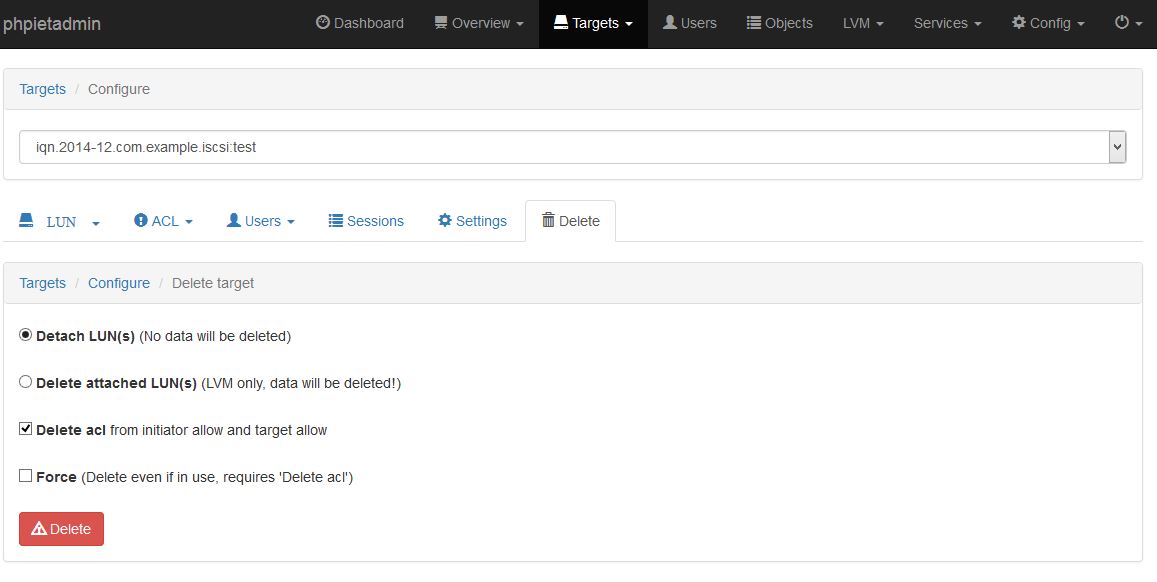 phpietadmin Dashboard Overview Targets Users Objects LVM Services Config
Targets / Configure
iqn.2014-12.com.example.iscsi:test
LUN ACL Users Sessions Settings Delete
Targets / Configure / Delete target
Detach LUN(s) (No data will be deleted)
Delete attached LUN(s) (LVM only, data will be deleted!)
Delete acl from initiator allow and target allow
Force (Delete even if in use, requires 'Delete acl')
Delete